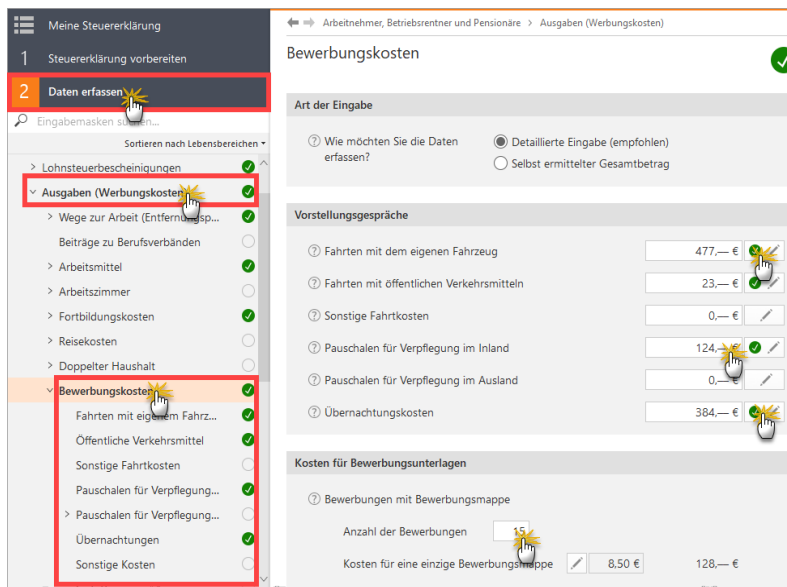 Meine Steuererklärung
1 Steuererklärung vorbereiten
2 Daten erfassen
Eingabemasken suchen...
Sortieren nach Lebensbereichen
Lohnsteuerbescheinigungen
Ausgaben (Werbungskosten
Wege zur Arbeit (Entfernungsp...
Beiträge zu Berufsverbänden
Arbeitsmittel
Arbeitszimmer
Fortbildungskosten
Reisekosten
Doppelter Haushalt
Bewerbungskosten
Fahrten mit eigenem Fahrz...
Öffentliche Verkehrsmittel
Sonstige Fahrtkosten
Pauschalen für Verpflegung...
Pauschalen für Verpflegung...
Übernachtungen
Sonstige Kosten
Arbeitnehmer, Betriebsrentner und Pensionäre > Ausgaben (Werbungskosten)
Bewerbungskosten
Art der Eingabe
Wie möchten Sie die Daten
erfassen?
Detaillierte Eingabe (empfohlen)
Selbst ermittelter Gesamtbetrag
Vorstellungsgespräche
Fahrten mit dem eigenen Fahrzeug 477,— €
Fahrten mit öffentlichen Verkehrsmitteln 23,— €
Sonstige Fahrtkosten 0,— €
Pauschalen für Verpflegung im Inland 124,— €
Pauschalen für Verpflegung im Ausland 0,— €
Übernachtungskosten 384,— €
Kosten für Bewerbungsunterlagen
Bewerbungen mit Bewerbungsmappe
Anzahl der Bewerbungen 15
Kosten für eine einzige Bewerbungsmappe 8,50 € 128,— €